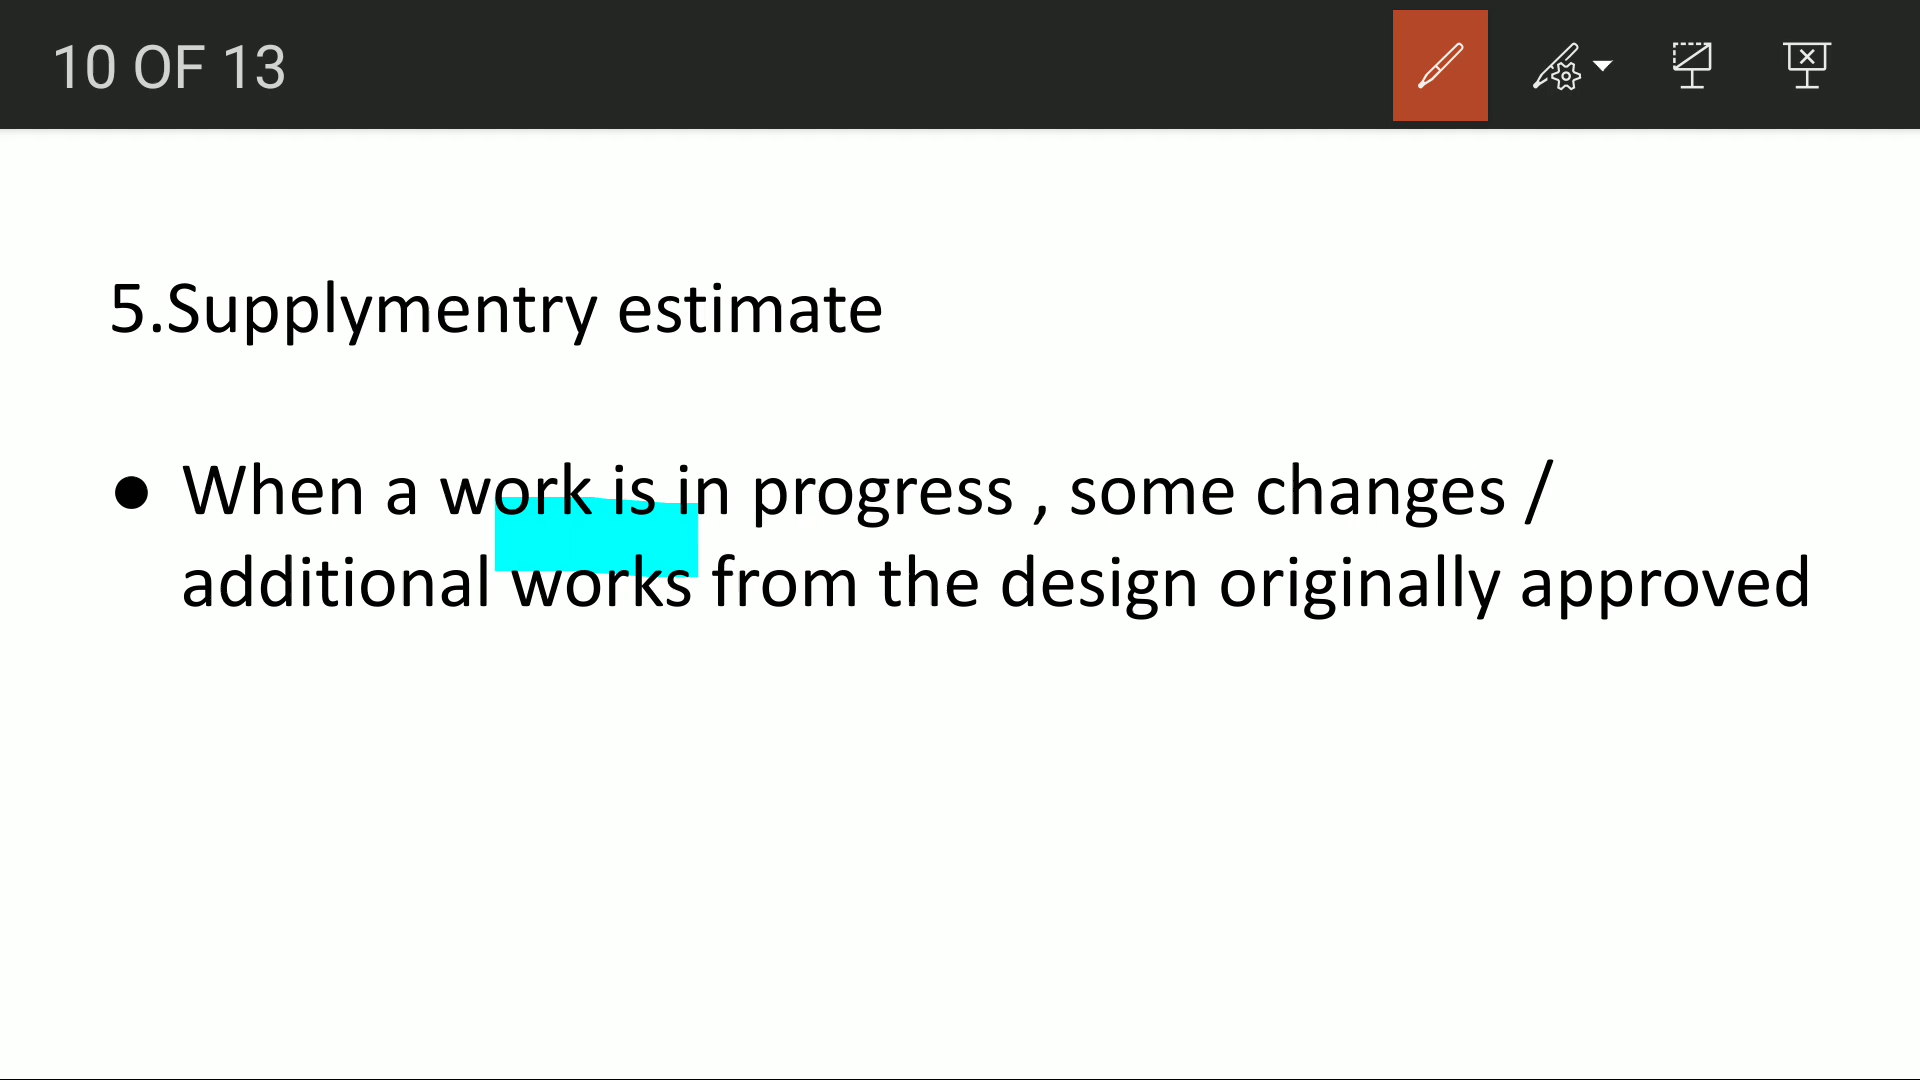 10 OF 13
5.Supplymentry estimate
● When a work is in progress , some changes /
additional works from the design originally approved